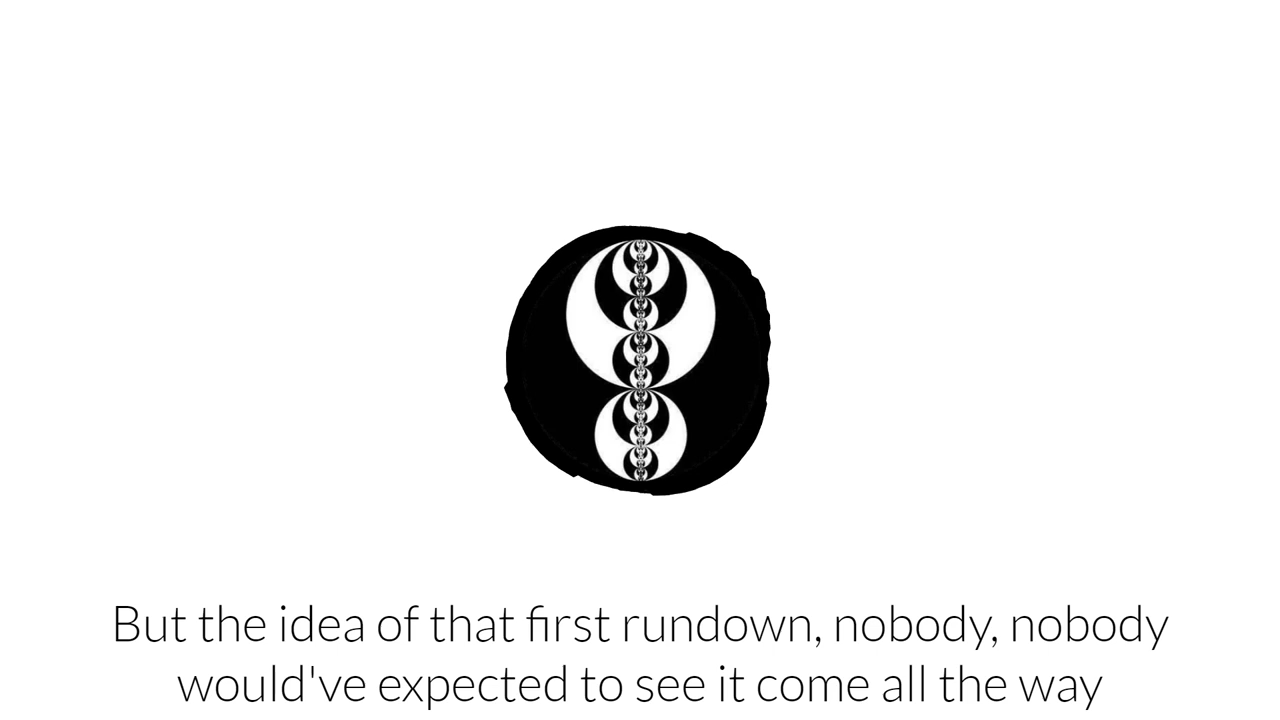 But the idea of that first rundown, nobody, nobody
would've expected to see it come all the way